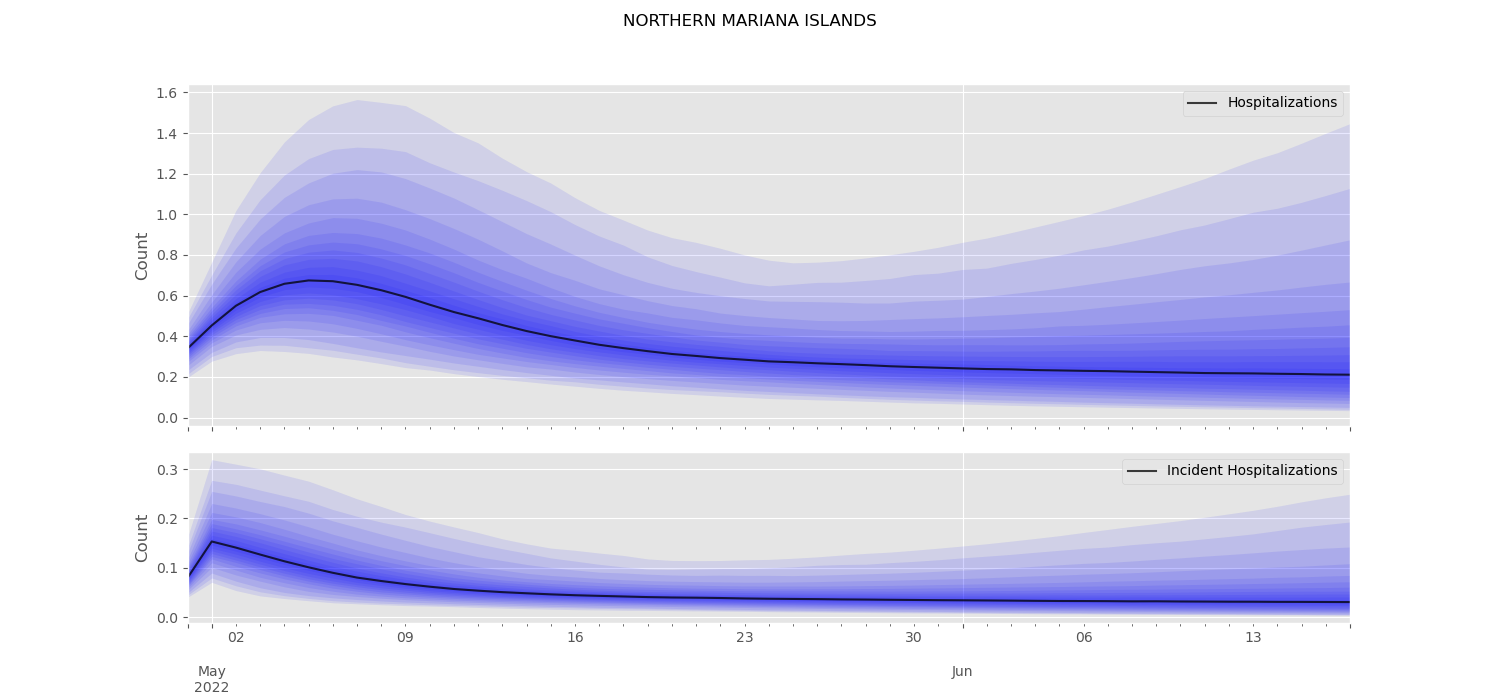 NORTHERN MARIANA ISLANDS
Hospitalizations
Count
1.6
1.4
1.2
1.0
0.8
0.6
0.4
0.2
0.0
Incident Hospitalizations
Count
0.3
0.2
0.1
0.0
02 09 16 23 30 06 13
May Jun
2022